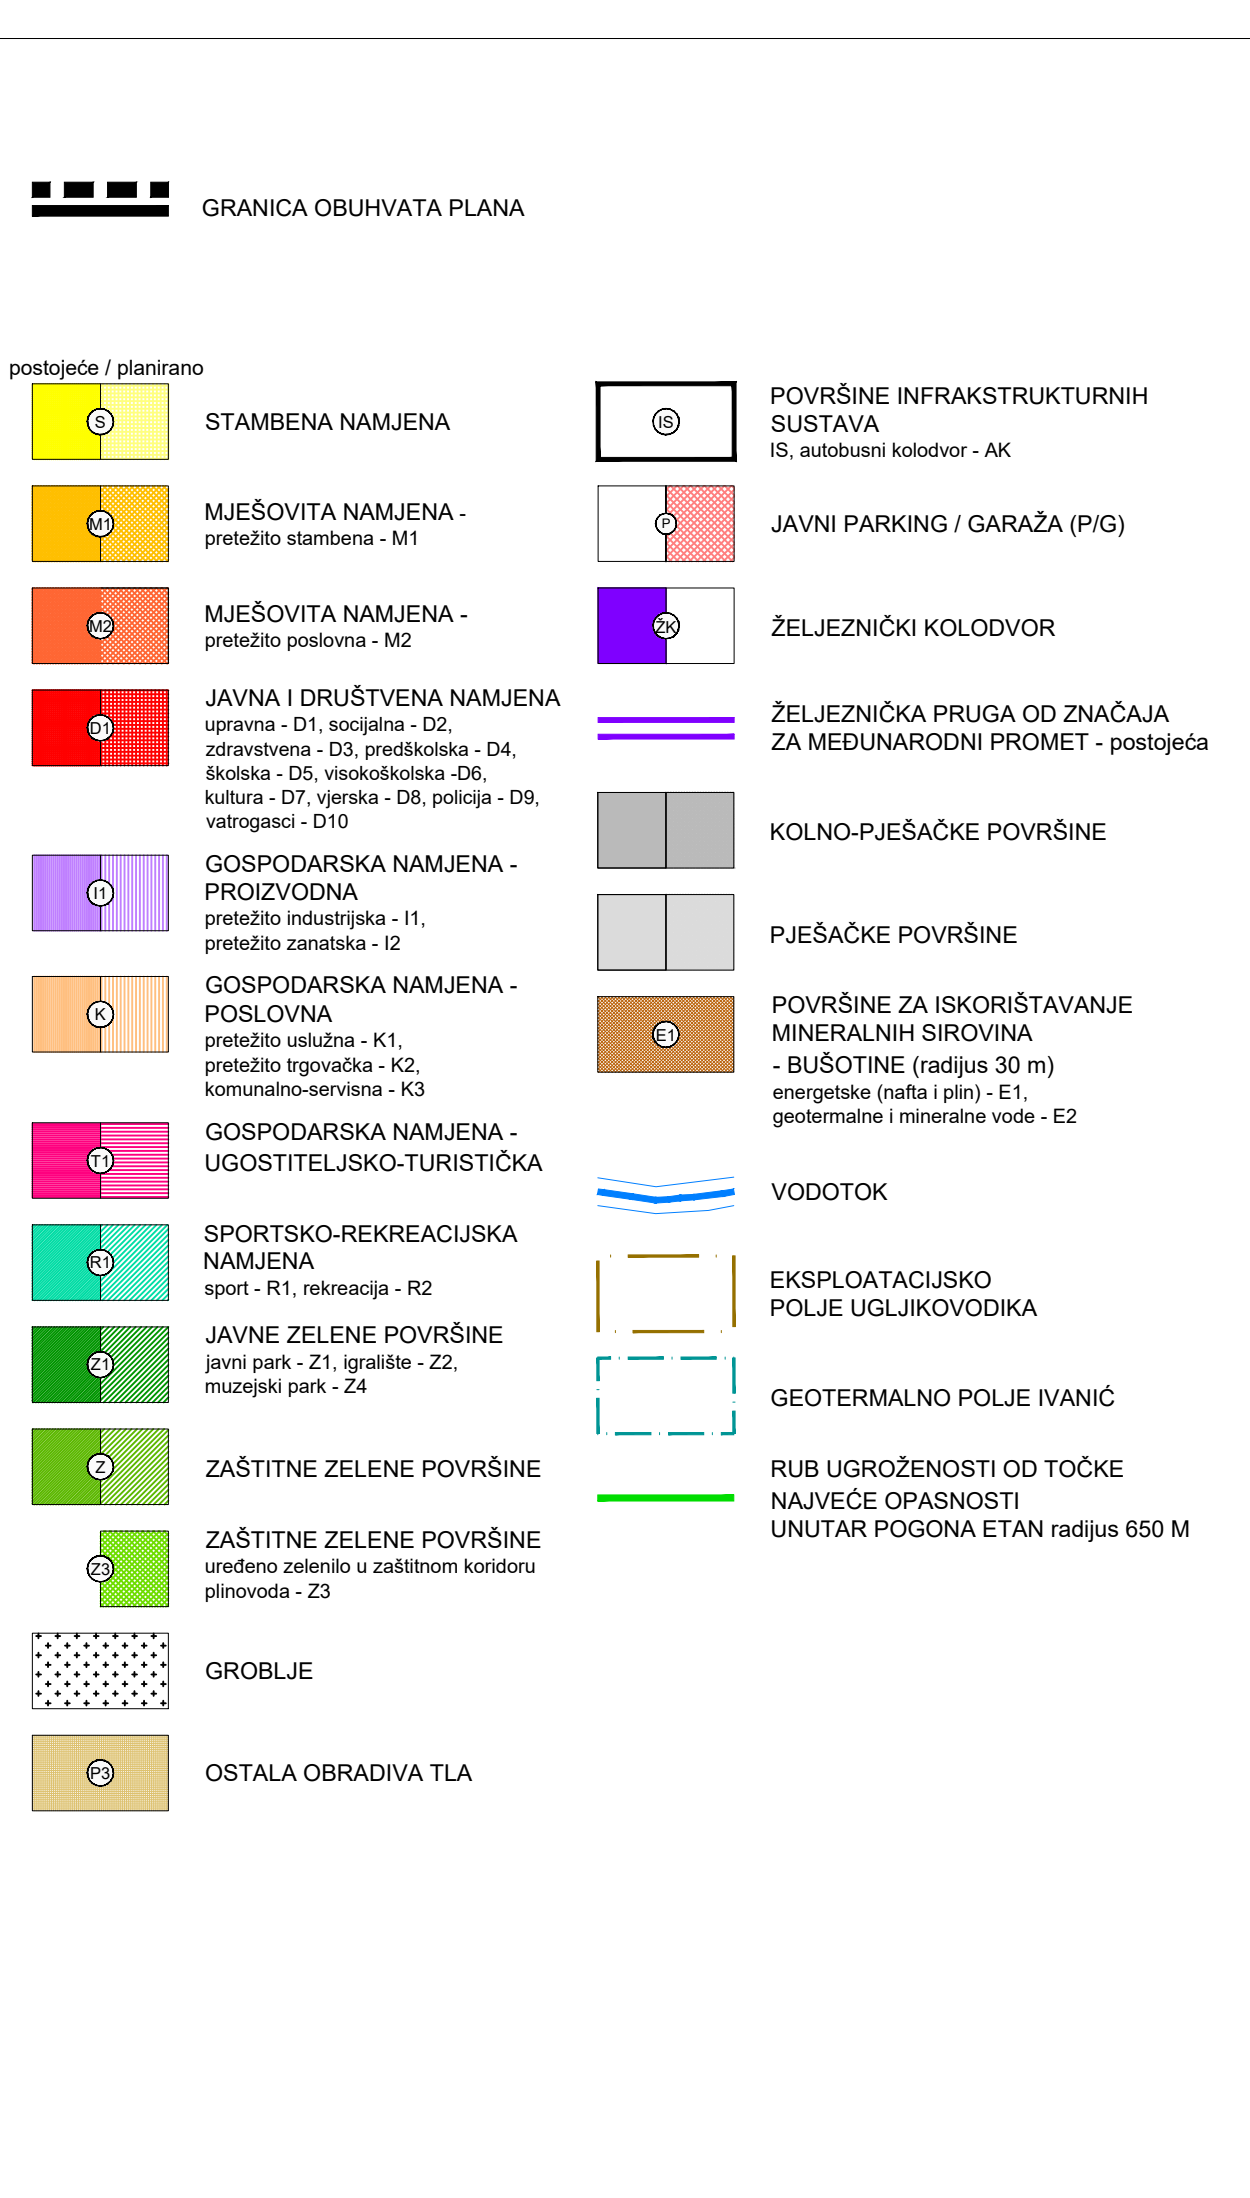 GRANICA OBUHVATA PLANA
postojeće / planirano
S
STAMBENA NAMJENA
M1
MJEŠOVITA NAMJENA -
pretežito stambena - M1
M2
MJEŠOVITA NAMJENA -
pretežito poslovna - M2
D1
JAVNA I DRUŠTVENA NAMJENA
upravna - D1, socijalna - D2,
zdravstvena - D3, predškolska - D4,
školska - D5, visokoškolska -D6,
kultura - D7, vjerska - D8, policija - D9,
vatrogasci - D10
I1
GOSPODARSKA NAMJENA -
PROIZVODNA
pretežito industrijska - I1,
pretežito zanatska - I2
K
GOSPODARSKA NAMJENA -
POSLOVNA
pretežito uslužna - K1,
pretežito trgovačka - K2,
komunalno-servisna - K3
T1
GOSPODARSKA NAMJENA -
UGOSTITELJSKO-TURISTIČKA
R1
SPORTSKO-REKREACIJSKA
NAMJENA
sport - R1, rekreacija - R2
Z1
JAVNE ZELENE POVRŠINE
javni park - Z1, igralište - Z2,
muzejski park - Z4
Z
ZAŠTITNE ZELENE POVRŠINE
Z3
ZAŠTITNE ZELENE POVRŠINE
uređeno zelenilo u zaštitnom koridoru
plinovoda - Z3
GROBLJE
P3
OSTALA OBRADIVA TLA
IS
POVRŠINE INFRAKSTRUKTURNIH
SUSTAVA
IS, autobusni kolodvor - AK
P
JAVNI PARKING / GARAŽA (P/G)
ŽK
ŽELJEZNIČKI KOLODVOR
ŽELJEZNIČKA PRUGA OD ZNAČAJA
ZA MEĐUNARODNI PROMET - postojeća
KOLNO-PJEŠAČKE POVRŠINE
PJEŠAČKE POVRŠINE
E1
POVRŠINE ZA ISKORIŠTAVANJE
MINERALNIH SIROVINA
- BUŠOTINE (radijus 30 m)
energetske (nafta i plin) - E1,
geotermalne i mineralne vode - E2
VODOTOK
EKSPLOATACIJSKO
POLJE UGLJIKOVODIKA
GEOTERMALNO POLJE IVANIĆ
RUB UGROŽENOSTI OD TOČKE
NAJVEĆE OPASNOSTI
UNUTAR POGONA ETAN radijus 650 M